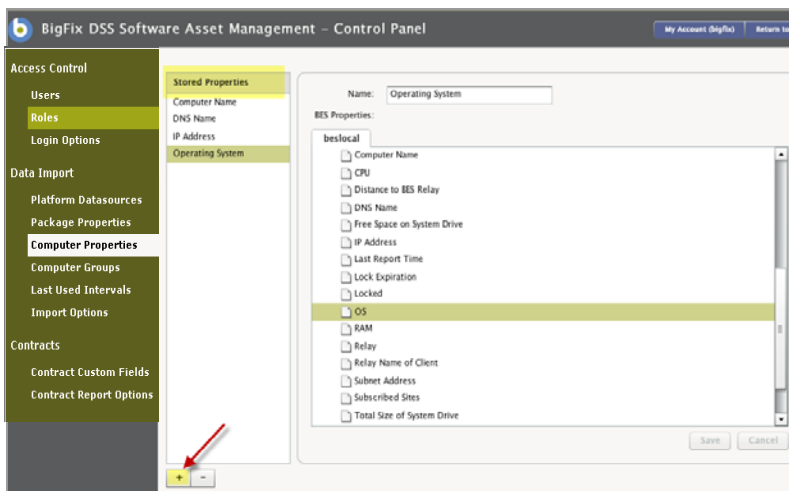 BigFix DSS Software Asset Management – Control Panel
My Account (bigfix)
Return to
Access Control
Users
Roles
Login Options
Data Import
Platform Datasources
Package Properties
Computer Properties
Computer Groups
Last Used Intervals
Import Options
Contracts
Contract Custom Fields
Contract Report Options
Stored Properties
Computer Name
DNS Name
IP Address
Operating System
+ -
Name: Operating System
BES Properties:
beslocal
Computer Name
CPU
Distance to BES Relay
DNS Name
Free Space on System Drive
IP Address
Last Report Time
Lock Expiration
Locked
OS
RAM
Relay
Relay Name of Client
Subnet Address
Subscribed Sites
Total Size of System Drive
Save
Cancel